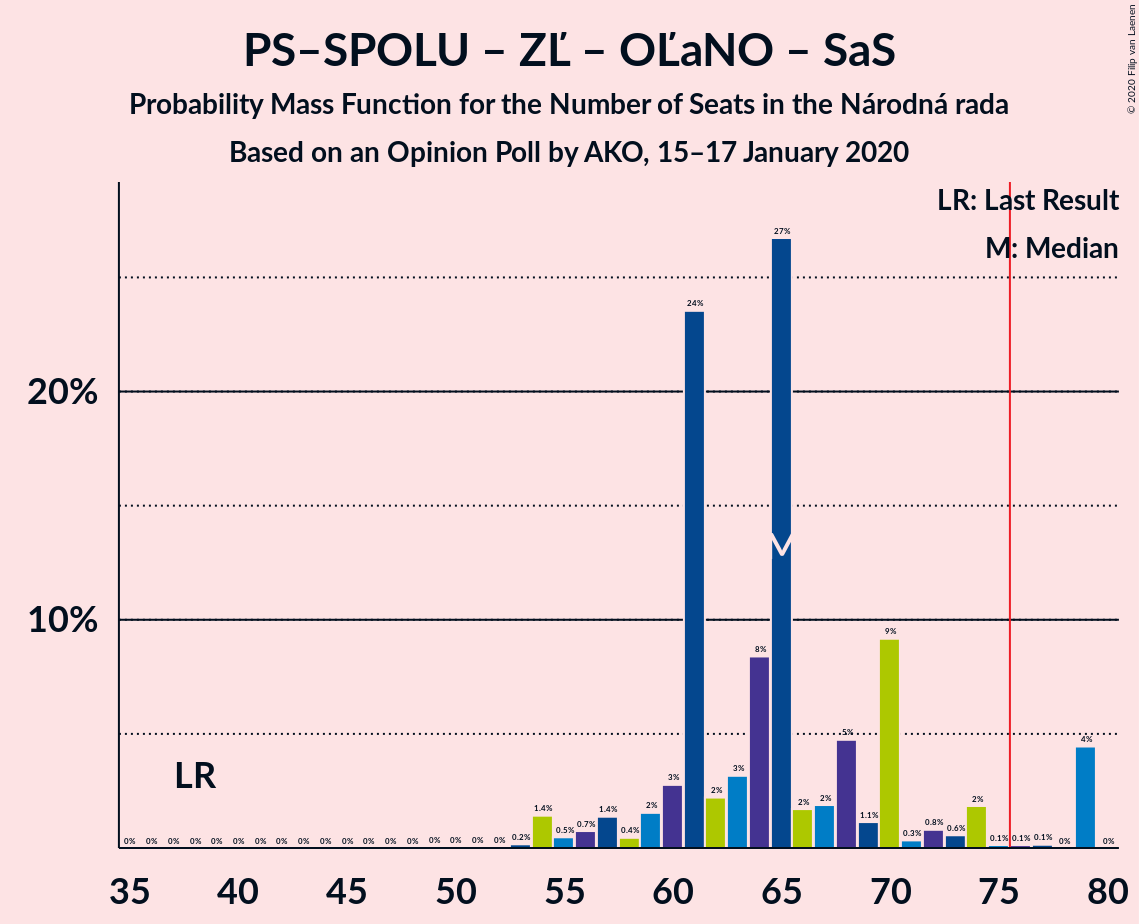 PS–SPOLU – ZĽ – OĽaNO – SaS
Probability Mass Function for the Number of Seats in the Národná rada
Based on an Opinion Poll by AKO, 15–17 January 2020
© 2020 Filip van Laenen
LR: Last Result
M: Median
20%
10%
LR
0% 0% 0% 0% 0% 0% 0% 0% 0% 0% 0% 0% 0% 0% 0% 0% 0% 0% 0.2% 1.4% 0.5% 0.7% 1.4% 0.4% 2% 3% 24% 2% 3% 8% 27% 2% 2% 5% 1.1% 9% 0.3% 0.8% 0.6% 2% 0.1% 0.1% 0.1% 0% 4% 0%
35 40 45 50 55 60 65 70 75 80